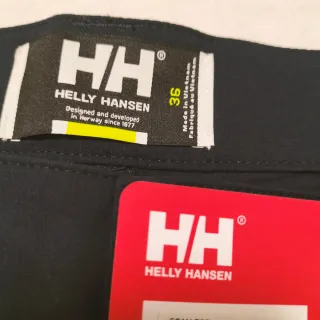 HH®
HELLY HANSEN
Designed and developed
in Norway since 1877
36
Made in Vietnam
Fabriqué au Vietnam
HH®
HELLY HANSEN